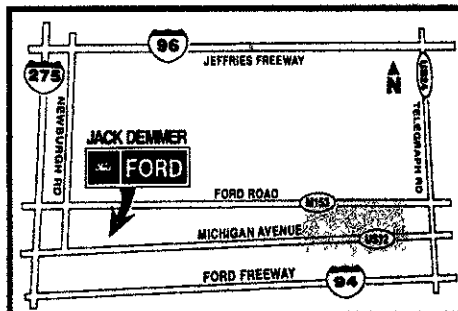 96
JEFFRIES FREEWAY
275
NEWBURGH RD
N
TELEGRAPH RD
JACK DEMMER
FORD
FORD ROAD
M153
MICHIGAN AVENUE
US12
FORD FREEWAY
94